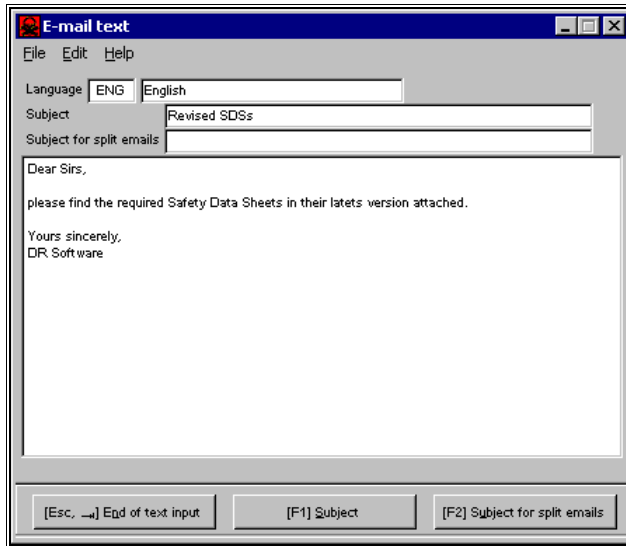 E-mail text
File Edit Help
Language ENG English
Subject Revised SDSs
Subject for split emails
Dear Sirs,
please find the required Safety Data Sheets in their latets version attached.
Yours sincerely,
DR Software
[Esc, ⏎] End of text input [F1] Subject [F2] Subject for split emails